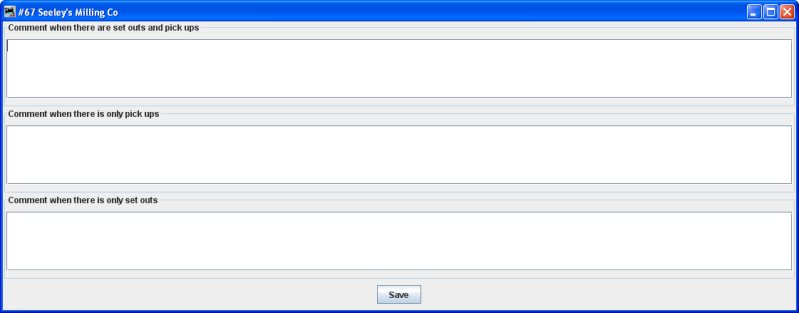 #67 Seeley's Milling Co
Comment when there are set outs and pick ups
Comment when there is only pick ups
Comment when there is only set outs
Save